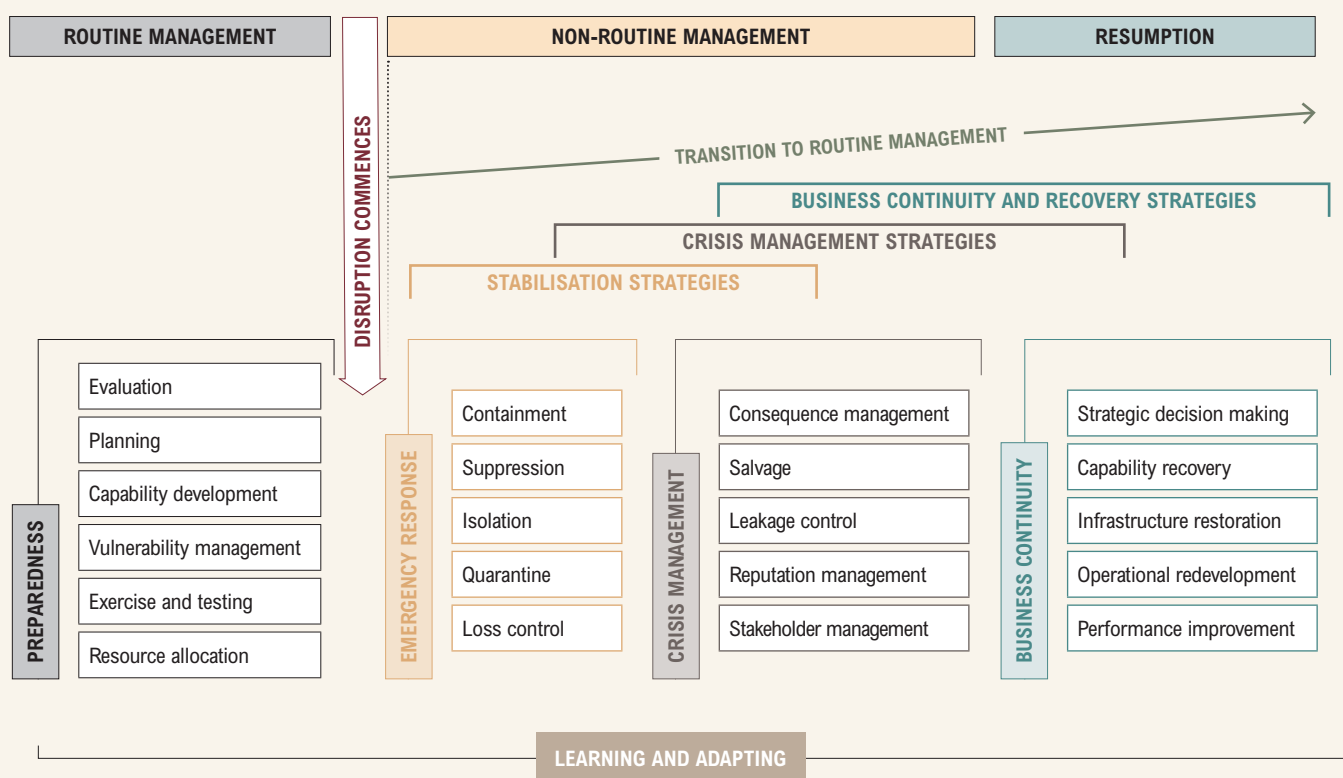 ROUTINE MANAGEMENT
NON-ROUTINE MANAGEMENT
RESUMPTION
DISRUPTION COMMENCES
TRANSITION TO ROUTINE MANAGEMENT
BUSINESS CONTINUITY AND RECOVERY STRATEGIES
CRISIS MANAGEMENT STRATEGIES
STABILISATION STRATEGIES
PREPAREDNESS
Evaluation
Planning
Capability development
Vulnerability management
Exercise and testing
Resource allocation
EMERGENCY RESPONSE
Containment
Suppression
Isolation
Quarantine
Loss control
CRISIS MANAGEMENT
Consequence management
Salvage
Leakage control
Reputation management
Stakeholder management
BUSINESS CONTINUITY
Strategic decision making
Capability recovery
Infrastructure restoration
Operational redevelopment
Performance improvement
LEARNING AND ADAPTING